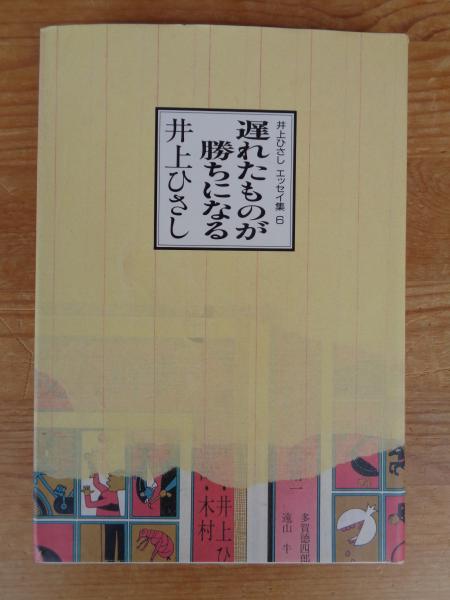 井上ひさし エッセイ集 6
遅れたものが
勝ちになる
井上ひさし
二
多賀徳四郎
遠山 牛
・井上ひ
・木村